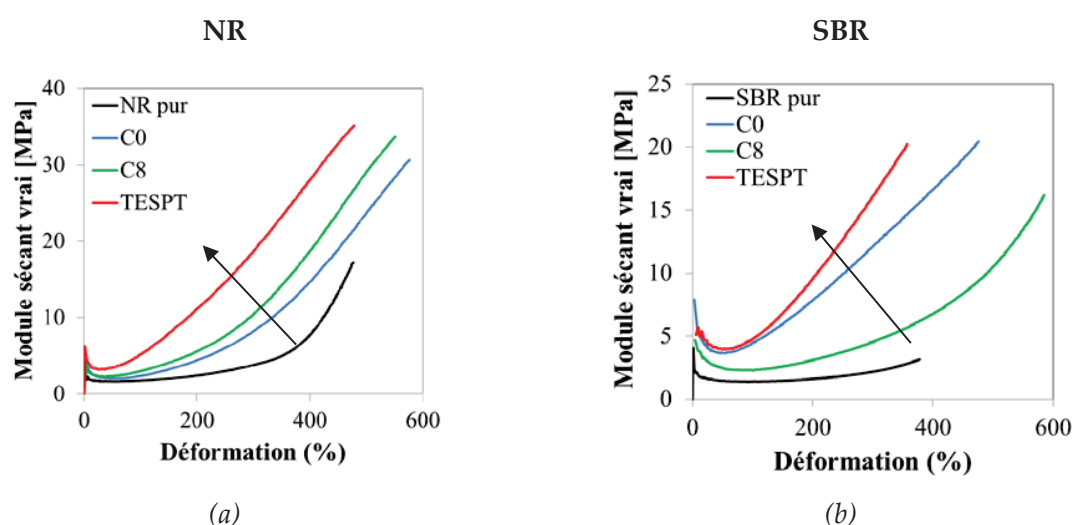 NR
Module sécant vrai [MPa]
40
30
20
10
0
NR pur
C0
C8
TESPT
0 200 400 600
Déformation (%)
(a)
SBR
Module sécant vrai [MPa]
25
20
15
10
5
0
SBR pur
C0
C8
TESPT
0 200 400 600
Déformation (%)
(b)